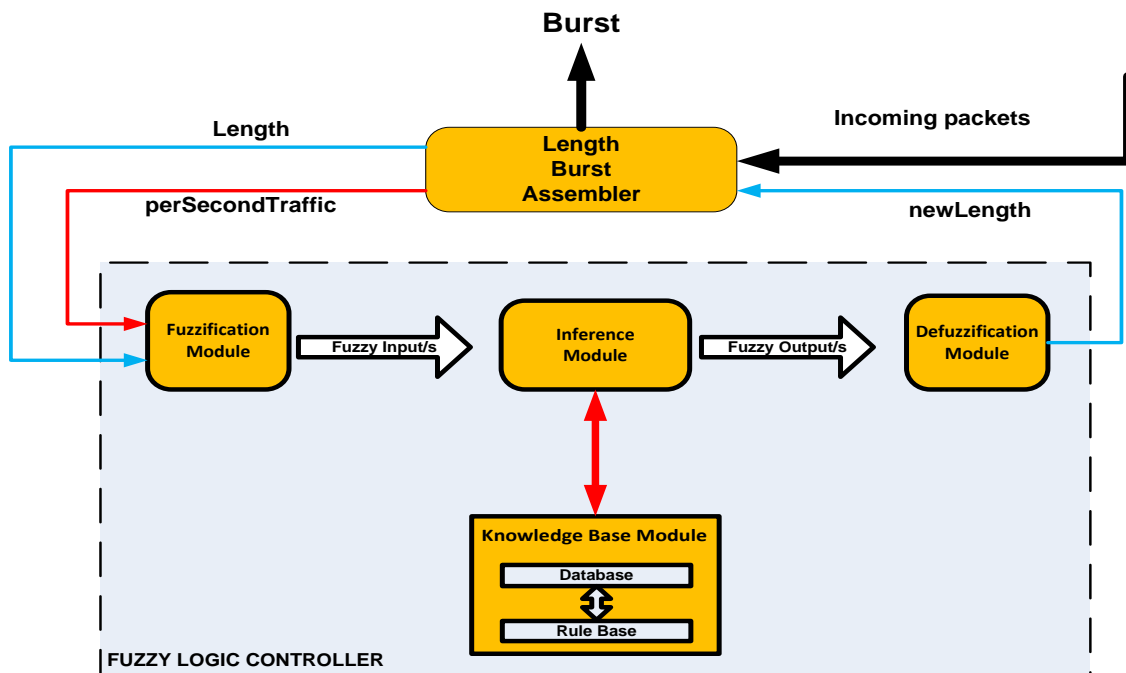 Burst
Length
Incoming packets
Length
Burst
Assembler
perSecondTraffic
newLength
Fuzzification
Module
Fuzzy Input/s
Inference
Module
Fuzzy Output/s
Defuzzification
Module
Knowledge Base Module
Database
Rule Base
FUZZY LOGIC CONTROLLER